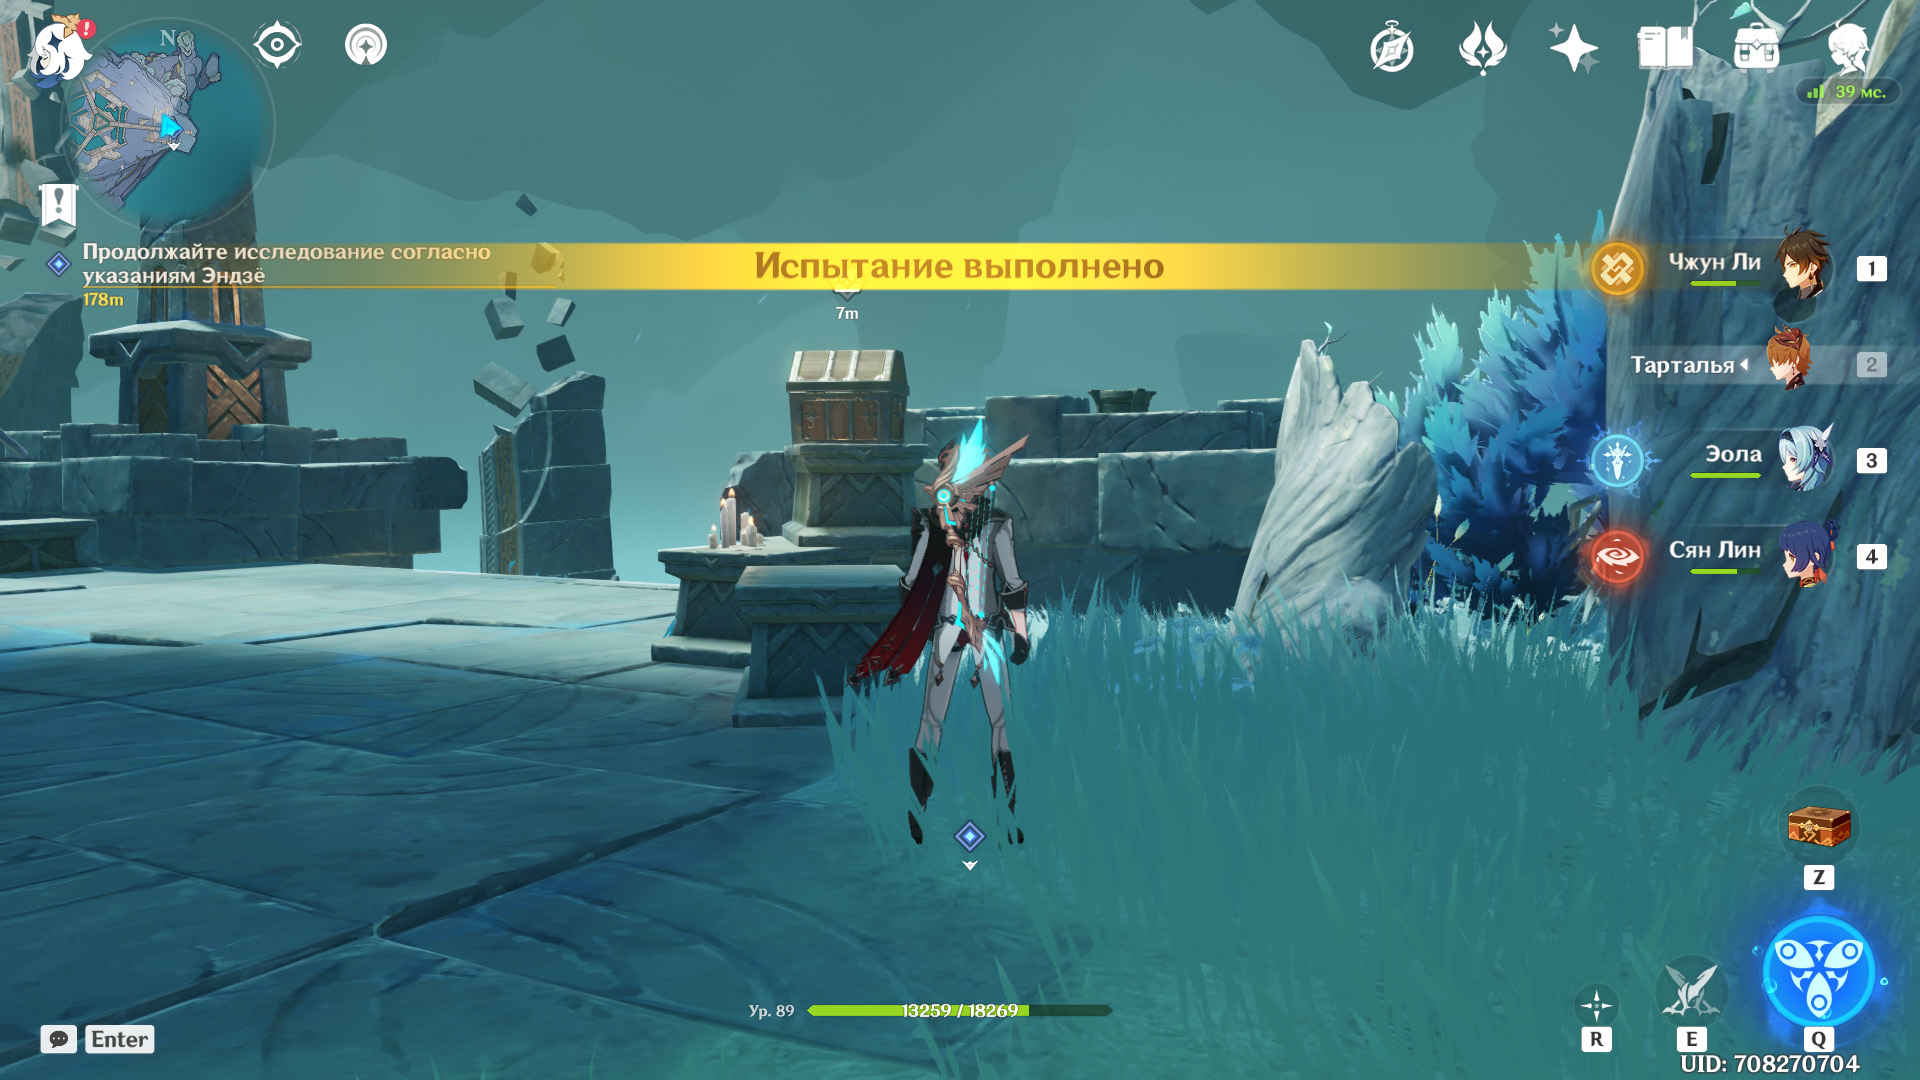 N
39 мс.
Продолжайте исследование согласно
указаниям Эндзё
178m
Испытание выполнено
7m
Чжун Ли
1
Тарталья
2
Эола
3
Сян Лин
4
Z
Ур. 89
13259 / 18269
Enter
R
E
Q
UID: 708270704